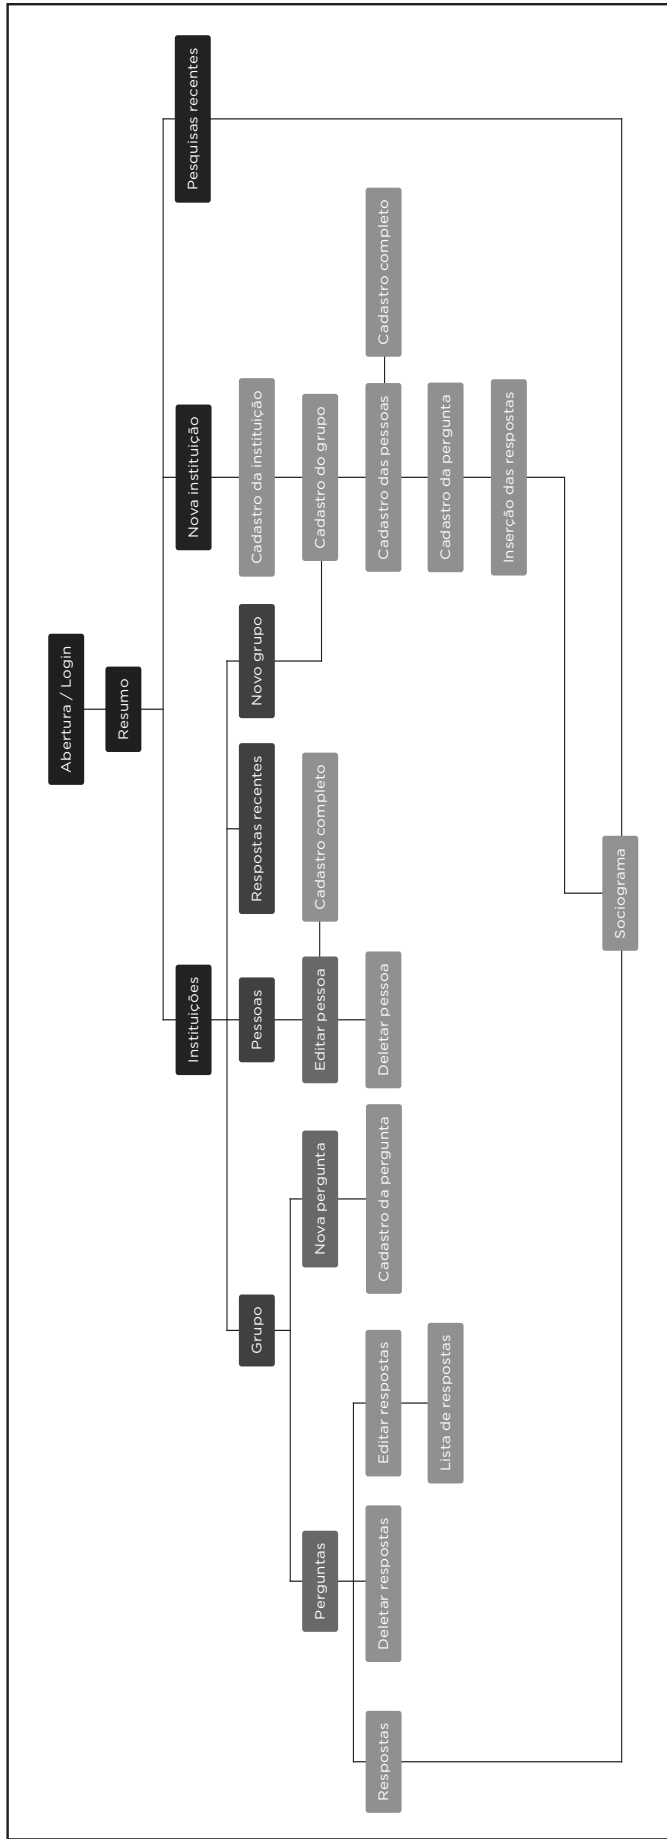 Abertura / Login
Resumo
Instituições
Nova instituição
Pesquisas recentes
Grupo
Pessoas
Respostas recentes
Novo grupo
Cadastro da instituição
Perguntas
Nova pergunta
Editar pessoa
Cadastro completo
Cadastro do grupo
Respostas
Deletar respostas
Editar respostas
Cadastro da pergunta
Deletar pessoa
Cadastro das pessoas
Cadastro completo
Lista de respostas
Cadastro da pergunta
Inserção das respostas
Sociograma